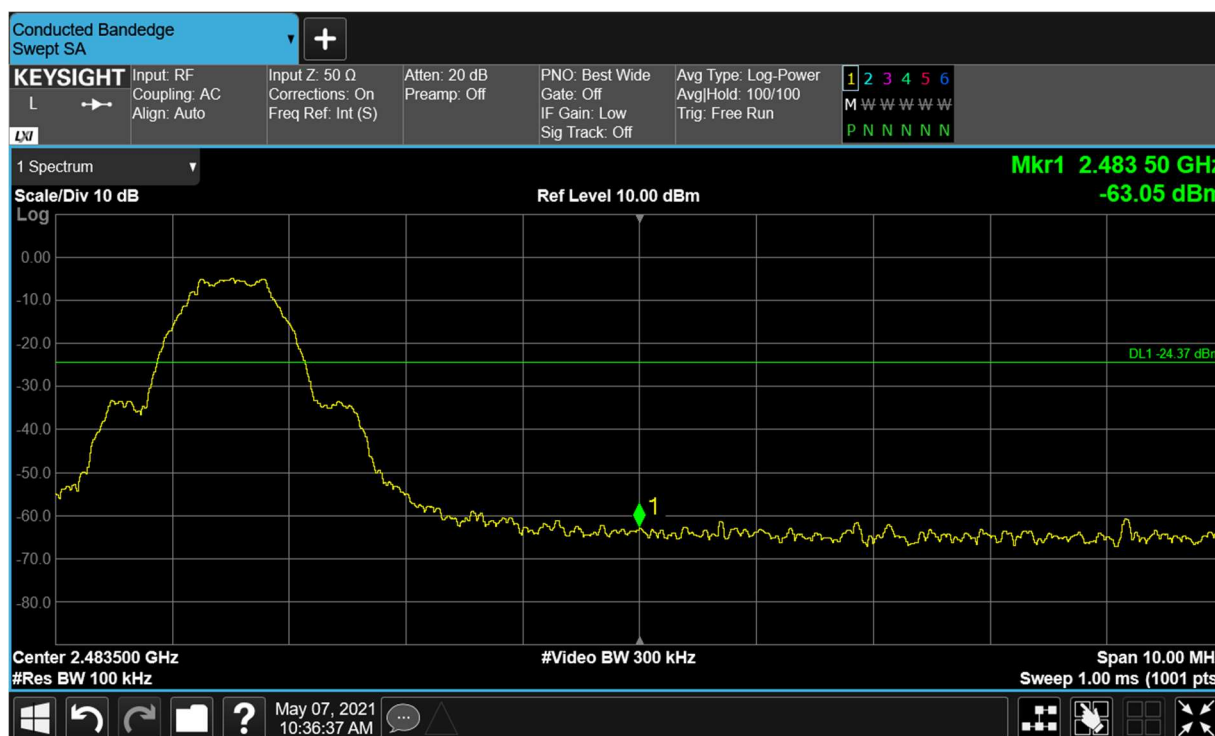 Conducted Bandedge
Swept SA
KEYSIGHT
L
LXI
Input: RF
Coupling: AC
Align: Auto
Input Z: 50 Ω
Corrections: On
Freq Ref: Int (S)
Atten: 20 dB
Preamp: Off
PNO: Best Wide
Gate: Off
IF Gain: Low
Sig Track: Off
Avg Type: Log-Power
Avg|Hold: 100/100
Trig: Free Run
1 2 3 4 5 6
M W W W W W
P N N N N N
1 Spectrum
Mkr1 2.483 50 GHz
-63.05 dBm
Scale/Div 10 dB
Ref Level 10.00 dBm
Log
0.00
-10.0
-20.0
DL1 -24.37 dBm
-30.0
-40.0
-50.0
1
-60.0
-70.0
-80.0
Center 2.483500 GHz
#Video BW 300 kHz
Span 10.00 MH
#Res BW 100 kHz
Sweep 1.00 ms (1001 pts
?
May 07, 2021
10:36:37 AM